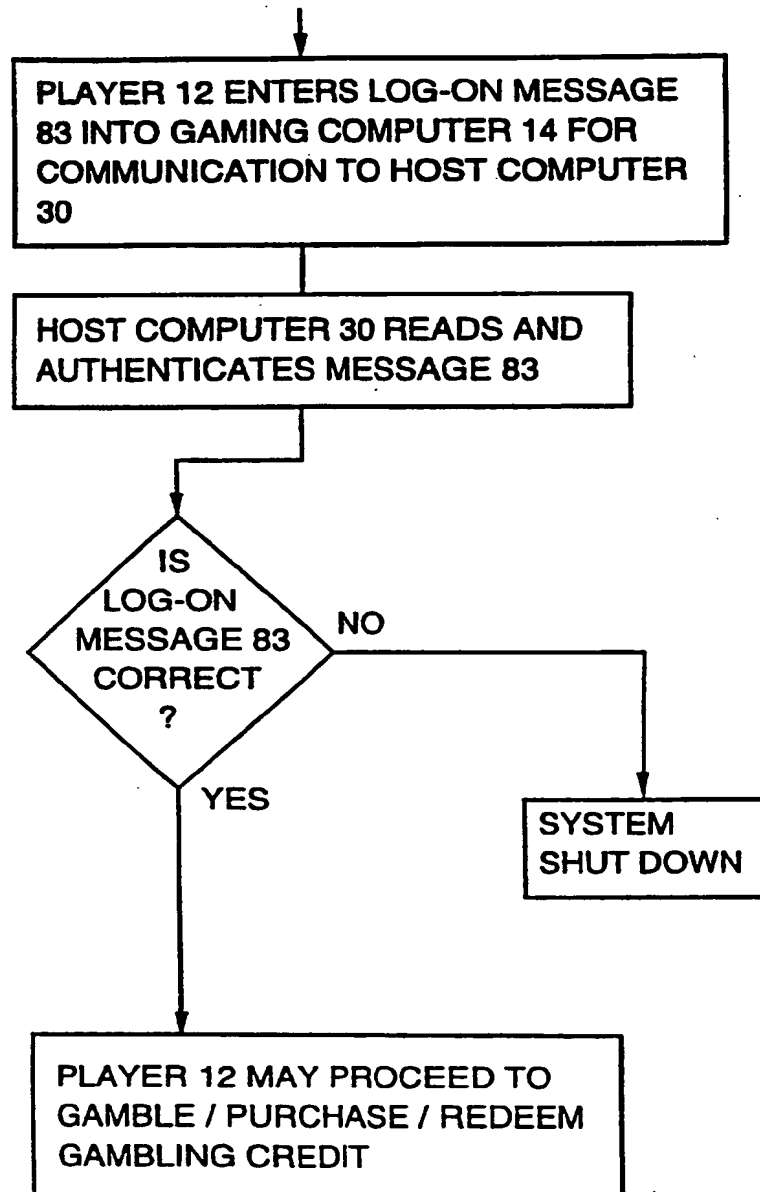 PLAYER 12 ENTERS LOG-ON MESSAGE
83 INTO GAMING COMPUTER 14 FOR
COMMUNICATION TO HOST COMPUTER
30
HOST COMPUTER 30 READS AND
AUTHENTICATES MESSAGE 83
IS
LOG-ON
MESSAGE 83
CORRECT
?
NO
YES
SYSTEM
SHUT DOWN
PLAYER 12 MAY PROCEED TO
GAMBLE / PURCHASE / REDEEM
GAMBLING CREDIT